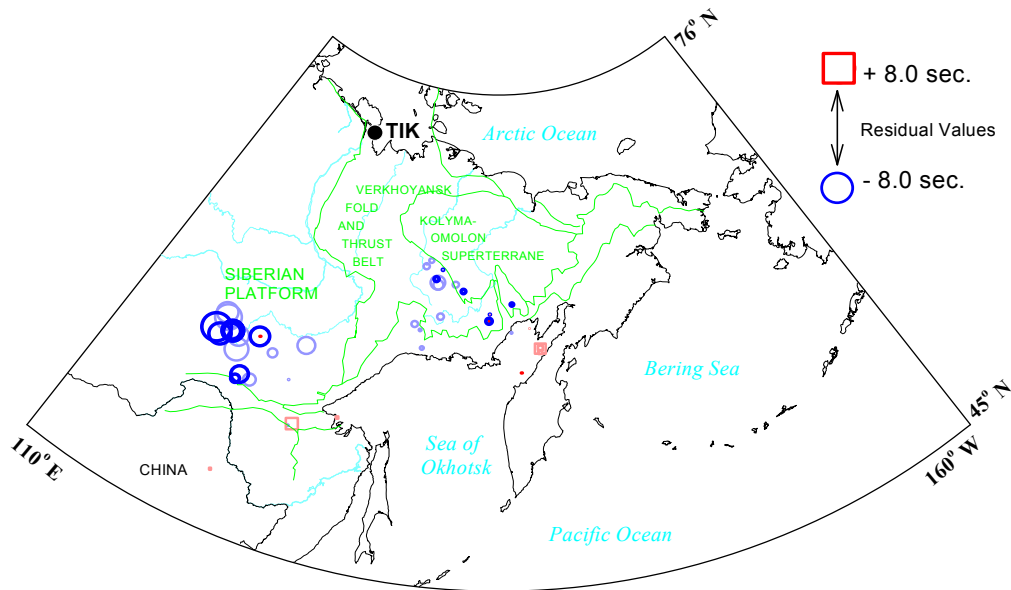 76° N
+ 8.0 sec.
TIK
Arctic Ocean
Residual Values
- 8.0 sec.
VERKHOYANSK
FOLD
AND
THRUST
BELT
KOLYMA-
OMOLON
SUPERTERRANE
SIBERIAN
PLATFORM
Bering Sea
45° N
110° E
160° W
CHINA
Sea of
Okhotsk
Pacific Ocean